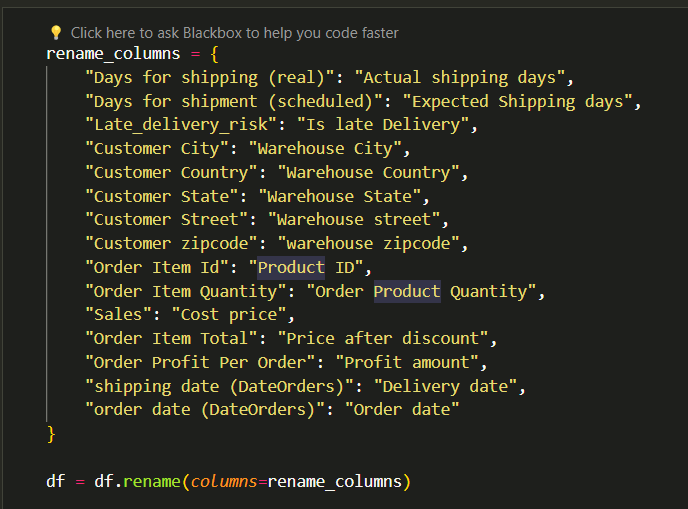 💡 Click here to ask Blackbox to help you code faster
rename_columns = {
    "Days for shipping (real)": "Actual shipping days",
    "Days for shipment (scheduled)": "Expected Shipping days",
    "Late_delivery_risk": "Is late Delivery",
    "Customer City": "Warehouse City",
    "Customer Country": "Warehouse Country",
    "Customer State": "Warehouse State",
    "Customer Street": "Warehouse street",
    "Customer zipcode": "warehouse zipcode",
    "Order Item Id": "Product ID",
    "Order Item Quantity": "Order Product Quantity",
    "Sales": "Cost price",
    "Order Item Total": "Price after discount",
    "Order Profit Per Order": "Profit amount",
    "shipping date (DateOrders)": "Delivery date",
    "order date (DateOrders)": "Order date"
}
df = df.rename(columns=rename_columns)